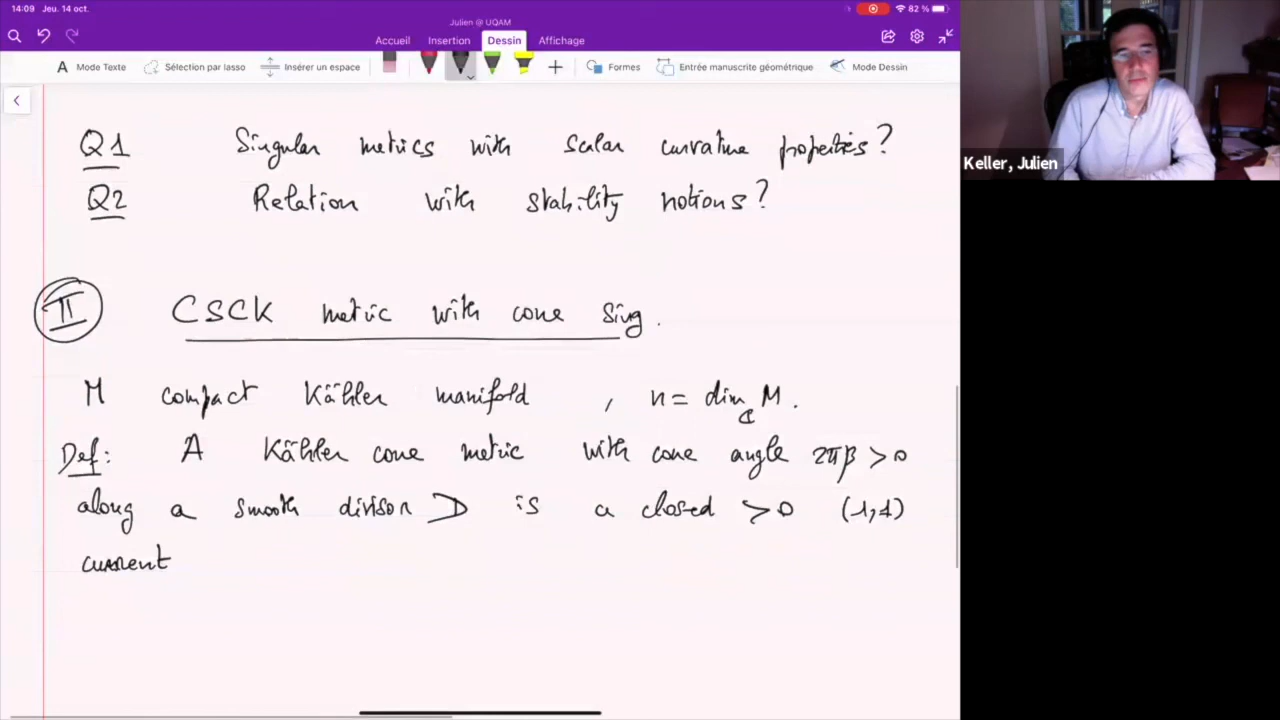 14:09 Jeu. 14 oct.
82 %
Julien @ UQAM
Accueil Insertion Dessin Affichage
Mode Texte Sélection par lasso Insérer un espace Formes Entrée manuscrite géométrique Mode Dessin
Keller, Julien
Q1 Singular metrics with scalar curvature properties?
Q2 Relation with stability notions?
II CSCK metric with cone sing.
M compact Kähler manifold , n = dim_ℂ M.
Def: A Kähler cone metric with cone angle 2πβ > 0
along a smooth divisor D is a closed > 0 (1,1)
current